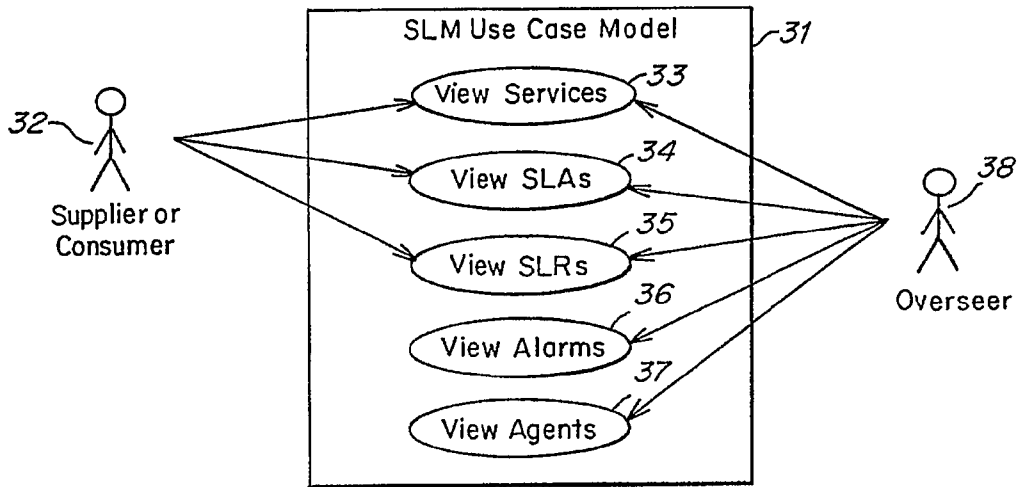 SLM Use Case Model
31
View Services
33
32
View SLAs
34
38
Supplier or
Consumer
View SLRs
35
Overseer
View Alarms
36
View Agents
37